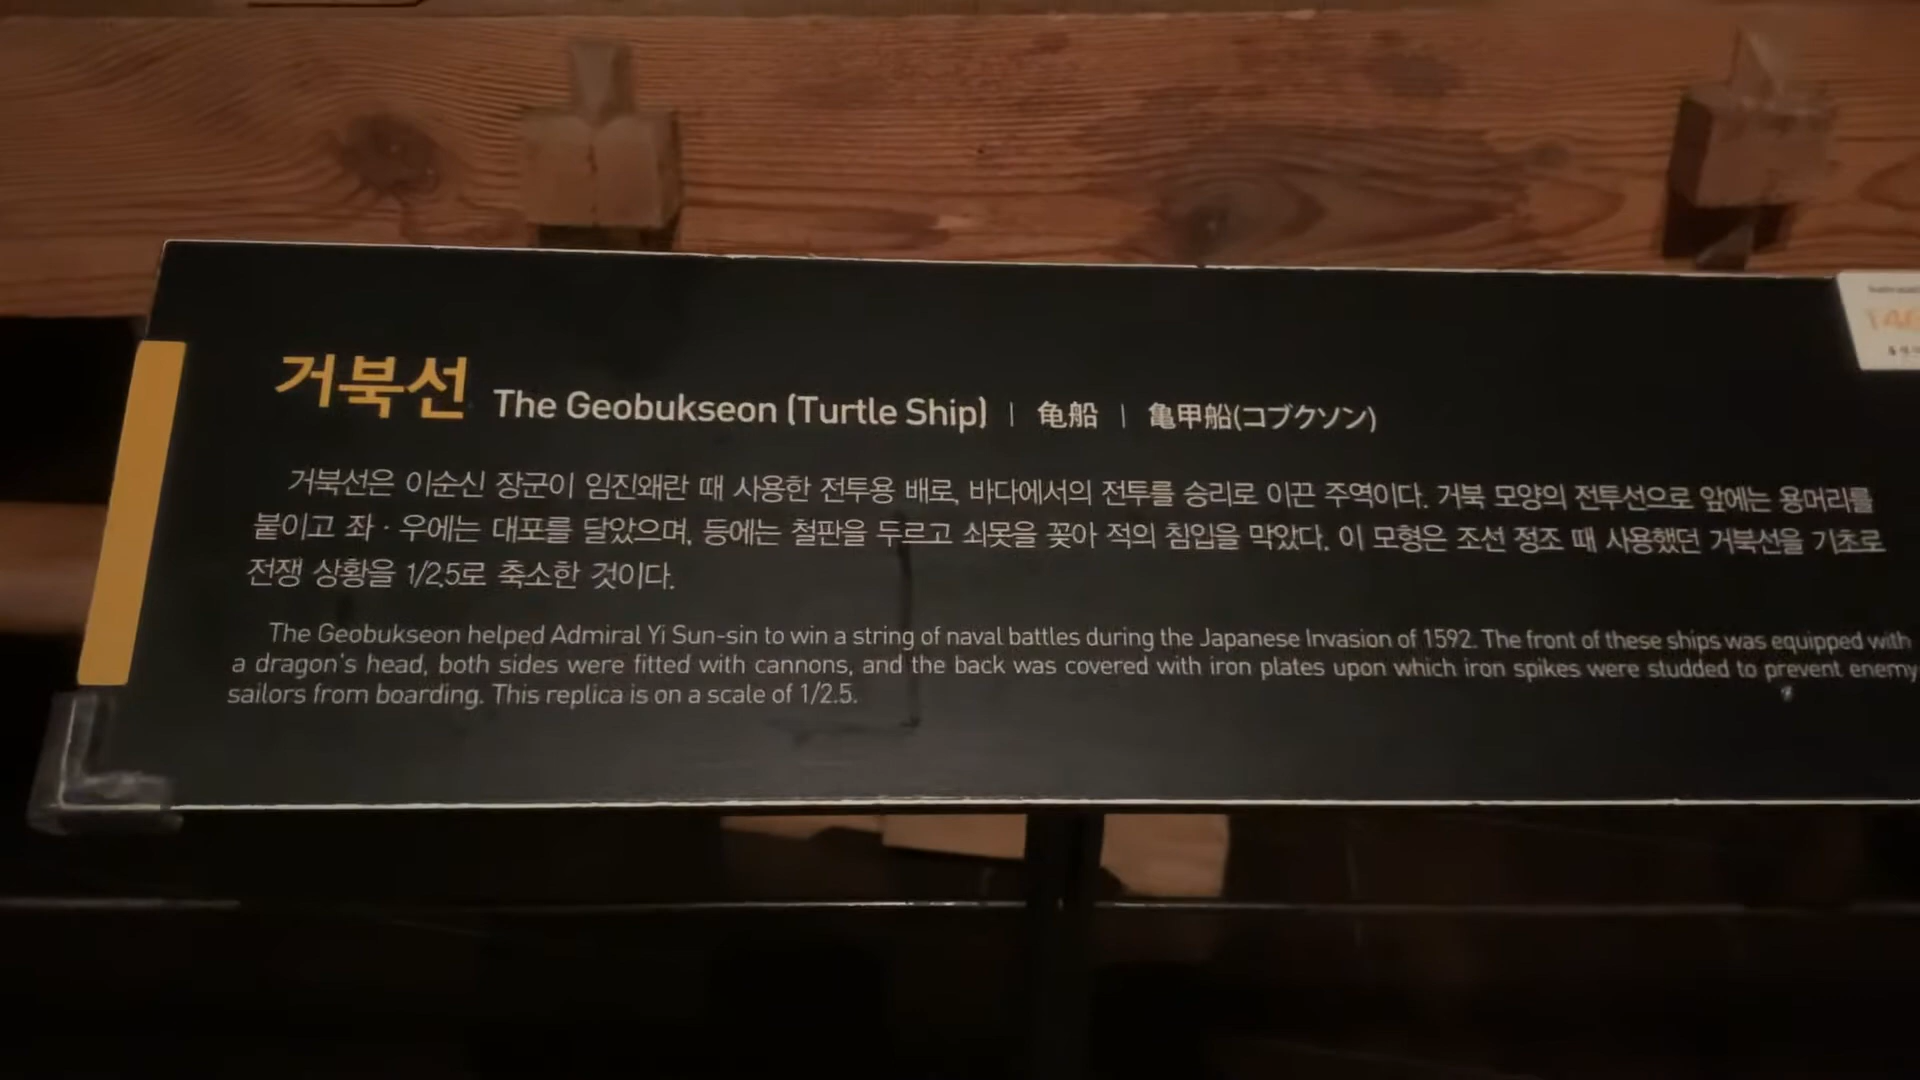 거북선 The Geobukseon (Turtle Ship) | 龟船 | 亀甲船(コブクソン)
거북선은 이순신 장군이 임진왜란 때 사용한 전투용 배로, 바다에서의 전투를 승리로 이끈 주역이다. 거북 모양의 전투선으로 앞에는 용머리를
붙이고 좌·우에는 대포를 달았으며, 등에는 철판을 두르고 쇠못을 꽂아 적의 침입을 막았다. 이 모형은 조선 정조 때 사용했던 거북선을 기초로
전쟁 상황을 1/2.5로 축소한 것이다.
The Geobukseon helped Admiral Yi Sun-sin to win a string of naval battles during the Japanese Invasion of 1592. The front of these ships was equipped with
a dragon's head, both sides were fitted with cannons, and the back was covered with iron plates upon which iron spikes were studded to prevent enemy
sailors from boarding. This replica is on a scale of 1/2.5.